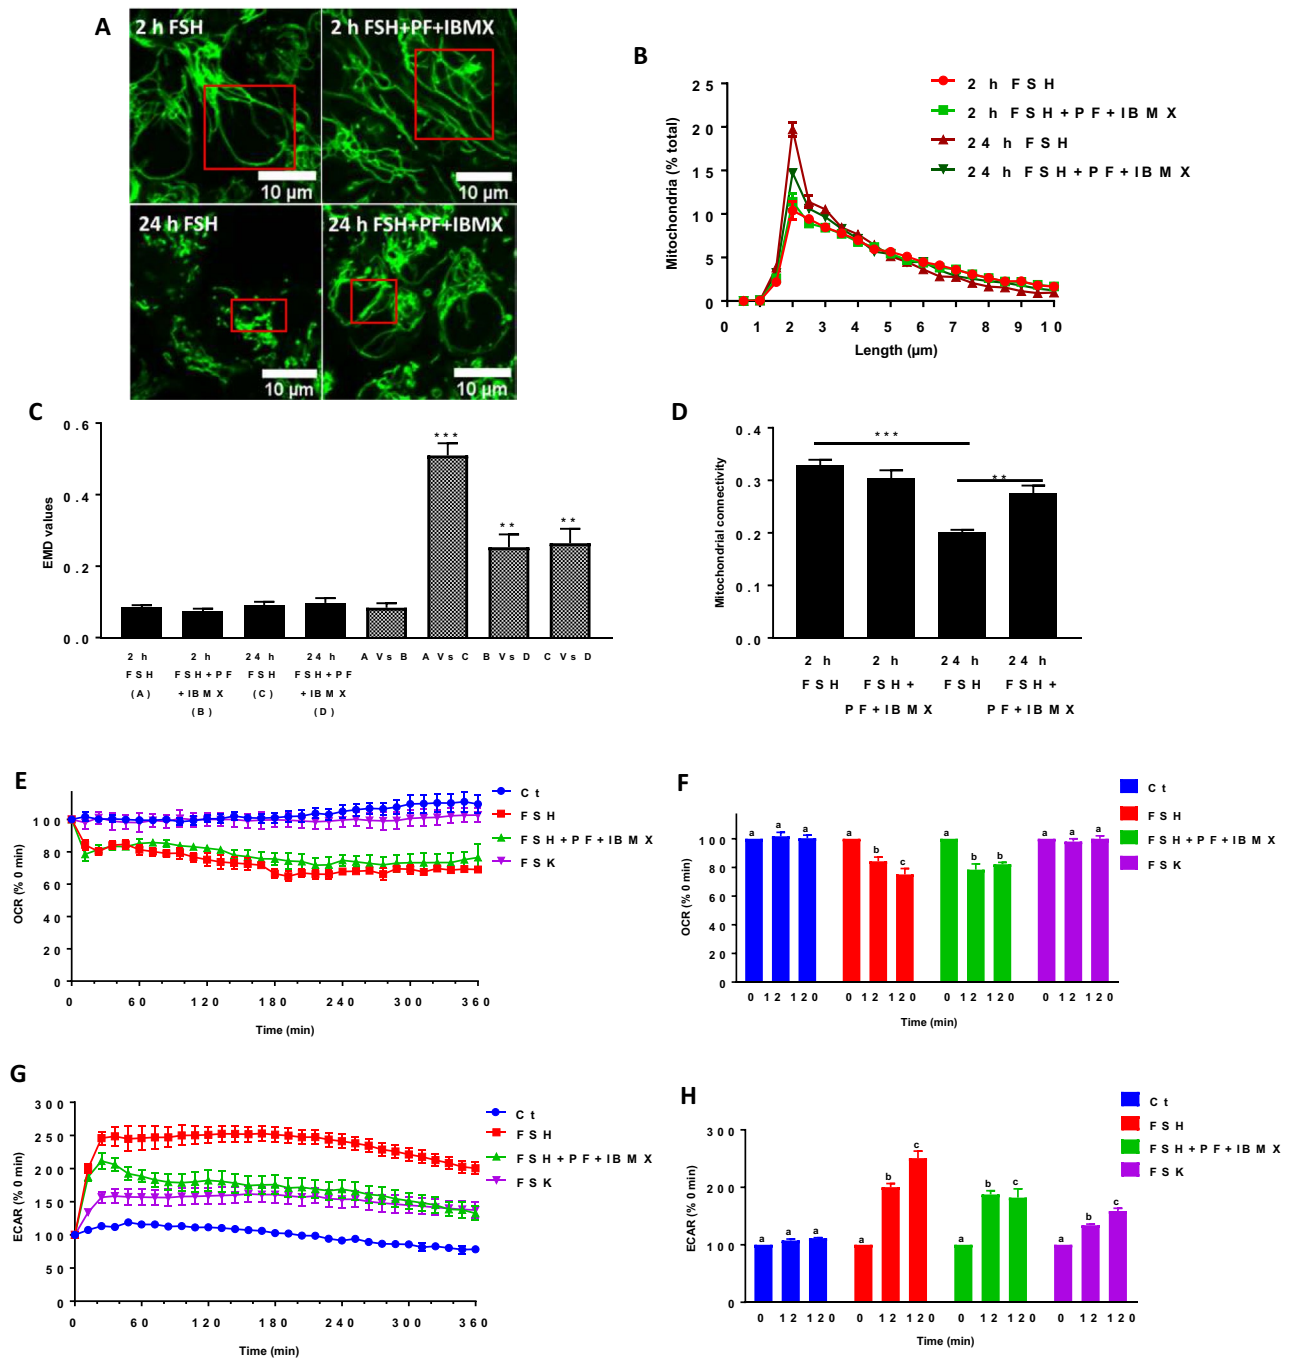 A
2 h FSH
2 h FSH+PF+IBMX
10 µm
10 µm
24 h FSH
24 h FSH+PF+IBMX
10 µm
10 µm
B
Mitochondria (% total)
25
20
15
10
5
0
0 1 2 3 4 5 6 7 8 9 10
Length (µm)
2 h FSH
2 h FSH+PF+IBMX
24 h FSH
24 h FSH+PF+IBMX
C
EMD values
0.6
0.4
0.2
0.0
***
**
**
2 h
FSH
(A)
2 h
FSH+PF
+IBMX
(B)
24 h
FSH
(C)
24 h
FSH+PF
+IBMX
(D)
A Vs B
A Vs C
B Vs D
C Vs D
D
Mitochondrial connectivity
0.4
0.3
0.2
0.1
0.0
***
**
2 h
FSH
2 h
FSH+
PF+IBMX
24 h
FSH
24 h
FSH+
PF+IBMX
E
OCR (% 0 min)
100
80
60
40
20
0
0 60 120 180 240 300 360
Time (min)
Ct
FSH
FSH+PF+IBMX
FSK
F
OCR (% 0 min)
100
80
60
40
20
0
a a a a b c a b b a a a
0 12 120 0 12 120 0 12 120 0 12 120
Time (min)
Ct
FSH
FSH+PF+IBMX
FSK
G
ECAR (% 0 min)
300
250
200
150
100
50
0
0 60 120 180 240 300 360
Time (min)
Ct
FSH
FSH+PF+IBMX
FSK
H
ECAR (% 0 min)
300
200
100
0
a a a a b c a b c a b c
0 12 120 0 12 120 0 12 120 0 12 120
Time (min)
Ct
FSH
FSH+PF+IBMX
FSK